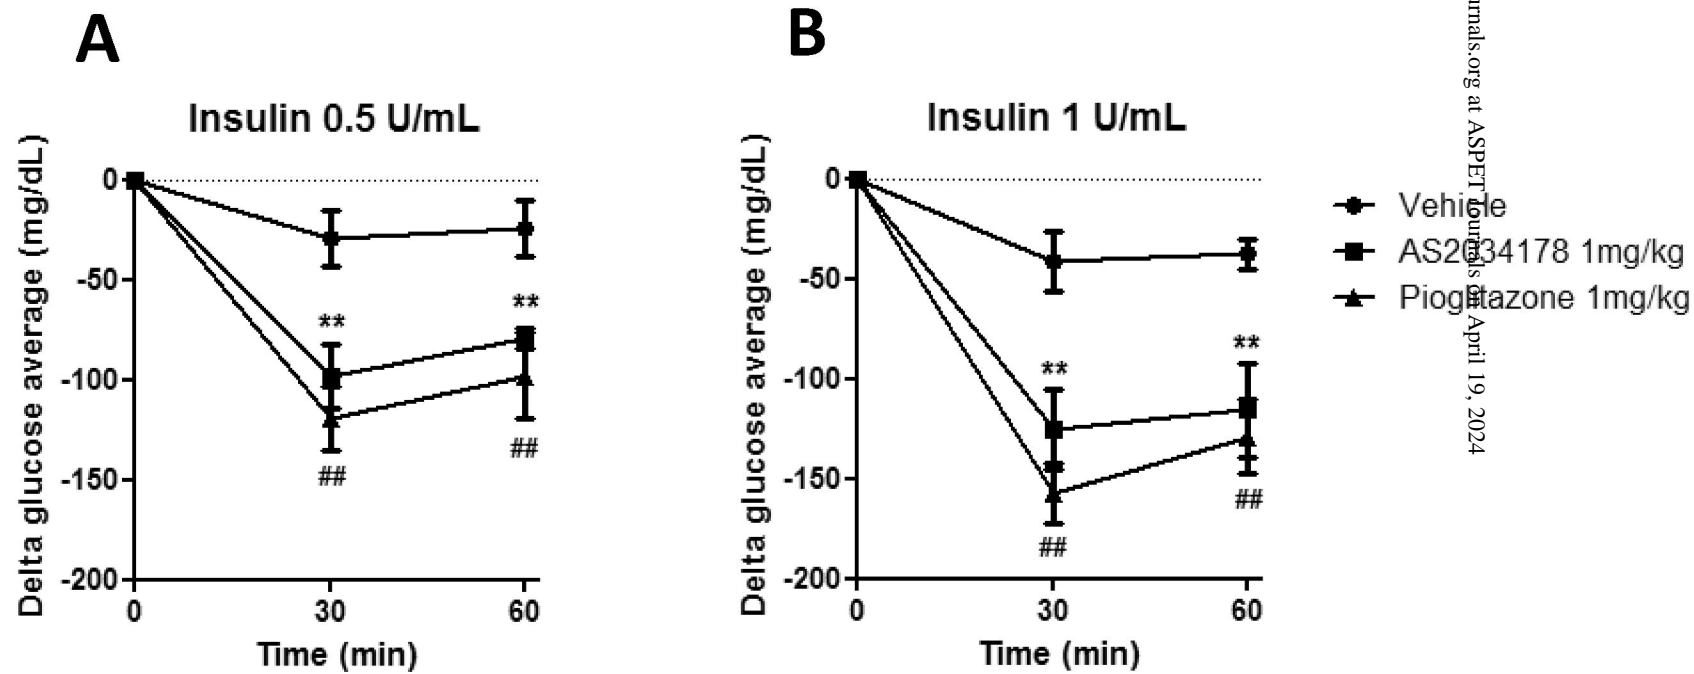 A
Insulin 0.5 U/mL
Delta glucose average (mg/dL)
0
-50
-100
-150
-200
**
**
##
##
0
30
60
Time (min)
B
Insulin 1 U/mL
Delta glucose average (mg/dL)
0
-50
-100
-150
-200
**
**
##
##
0
30
60
Time (min)
Vehicle
AS2034178 1mg/kg
Pioglitazone 1mg/kg
urnals.org at ASPET Journals on April 19, 2024